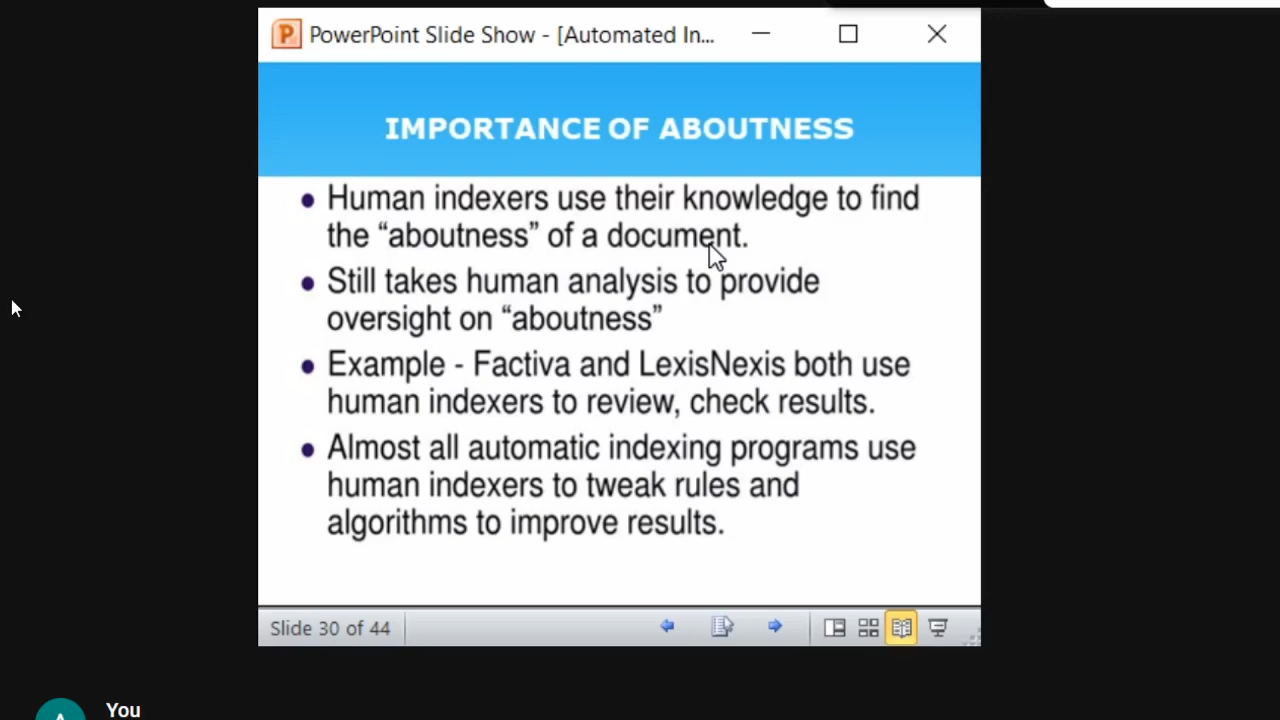 PowerPoint Slide Show - [Automated In...
IMPORTANCE OF ABOUTNESS
• Human indexers use their knowledge to find
the “aboutness” of a document.
• Still takes human analysis to provide
oversight on “aboutness”
• Example - Factiva and LexisNexis both use
human indexers to review, check results.
• Almost all automatic indexing programs use
human indexers to tweak rules and
algorithms to improve results.
Slide 30 of 44
A
You